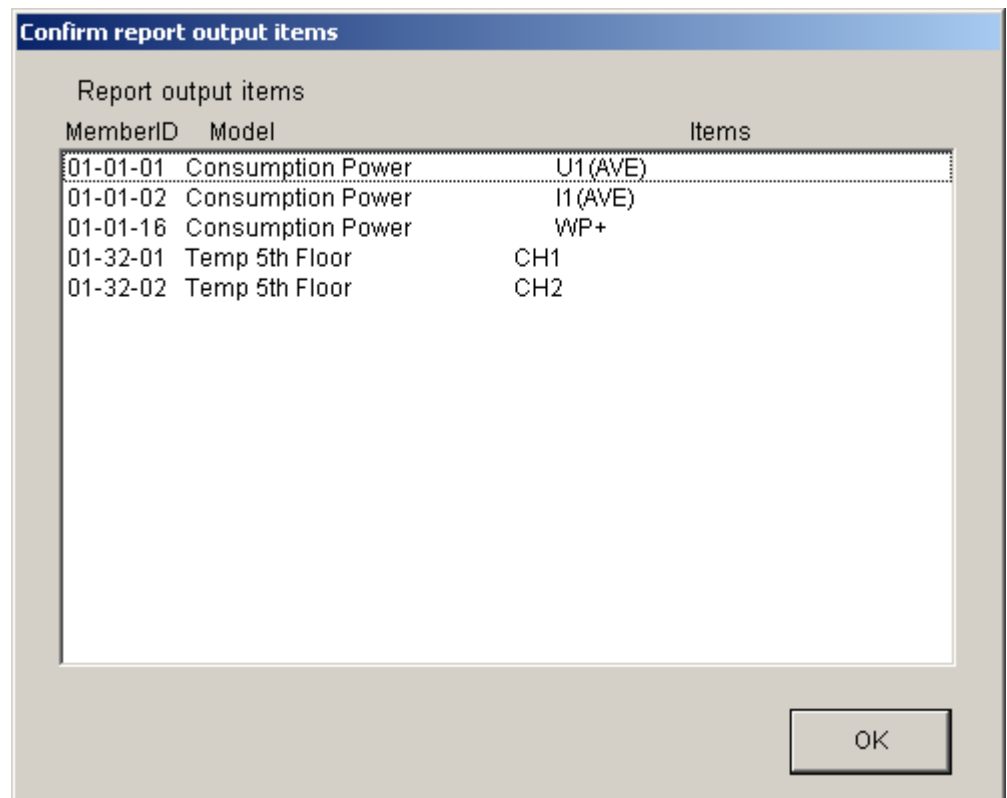 Confirm report output items
Report output items
MemberID Model Items
01-01-01 Consumption Power U1(AVE)
01-01-02 Consumption Power I1(AVE)
01-01-16 Consumption Power WP+
01-32-01 Temp 5th Floor CH1
01-32-02 Temp 5th Floor CH2
OK